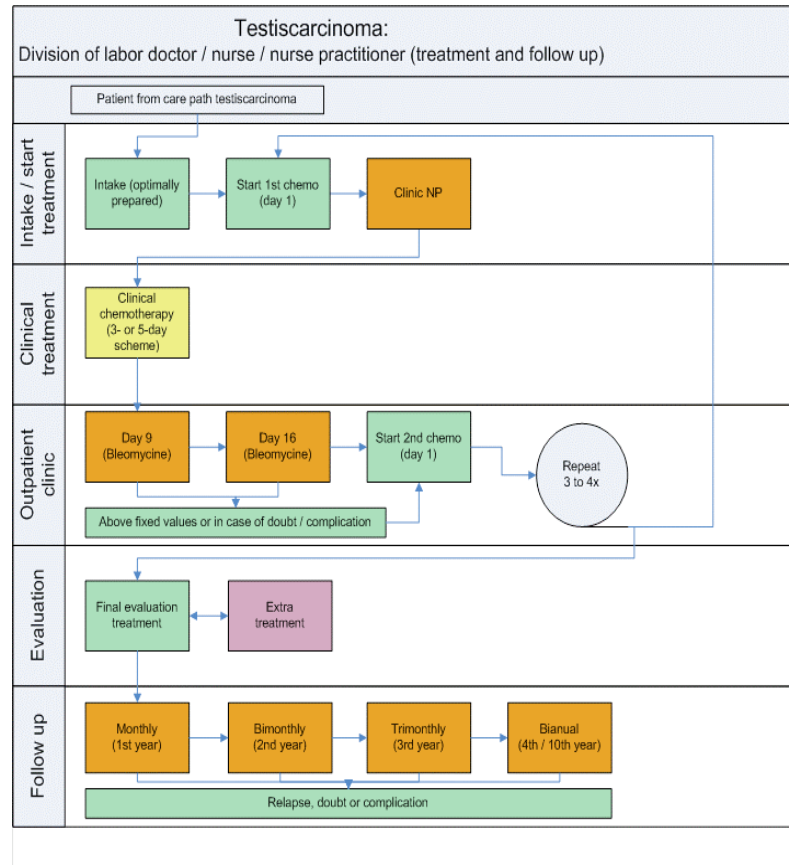 Testiscarcinoma:
Division of labor doctor / nurse / nurse practitioner (treatment and follow up)
Patient from care path testiscarcinoma
Intake / start
treatment
Intake (optimally
prepared)
Start 1st chemo
(day 1)
Clinic NP
Clinical
treatment
Clinical
chemotherapy
(3- or 5-day
scheme)
Outpatient
clinic
Day 9
(Bleomycine)
Day 16
(Bleomycine)
Start 2nd chemo
(day 1)
Repeat
3 to 4x
Above fixed values or in case of doubt / complication
Evaluation
Final evaluation
treatment
Extra
treatment
Follow up
Monthly
(1st year)
Bimonthly
(2nd year)
Trimonthly
(3rd year)
Bianual
(4th / 10th year)
Relapse, doubt or complication